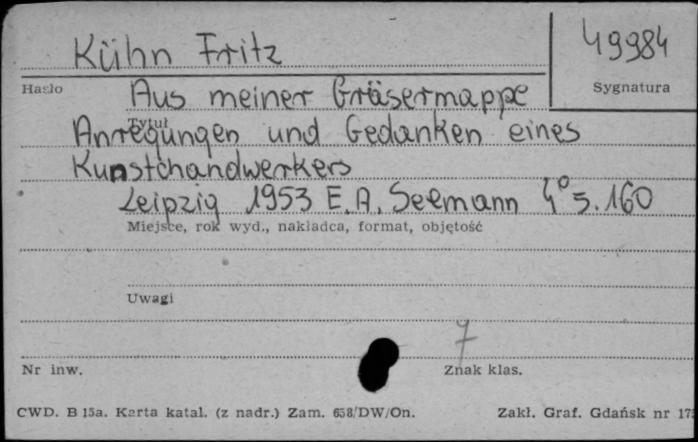 Kühn Fritz
49984
Hasło
Sygnatura
Aus meiner Gräsermappe
Tytuł
Anregungen und Gedanken eines
Kunstchandwerkers
Leipzig 1953 E.A. Seemann 4° s. 160
Miejsce, rok wyd., nakładca, format, objętość
Uwagi
7
Nr inw.
Znak klas.
CWD. B 15a. Karta katal. (z nadr.) Zam. 658/DW/On.
Zakł. Graf. Gdańsk nr